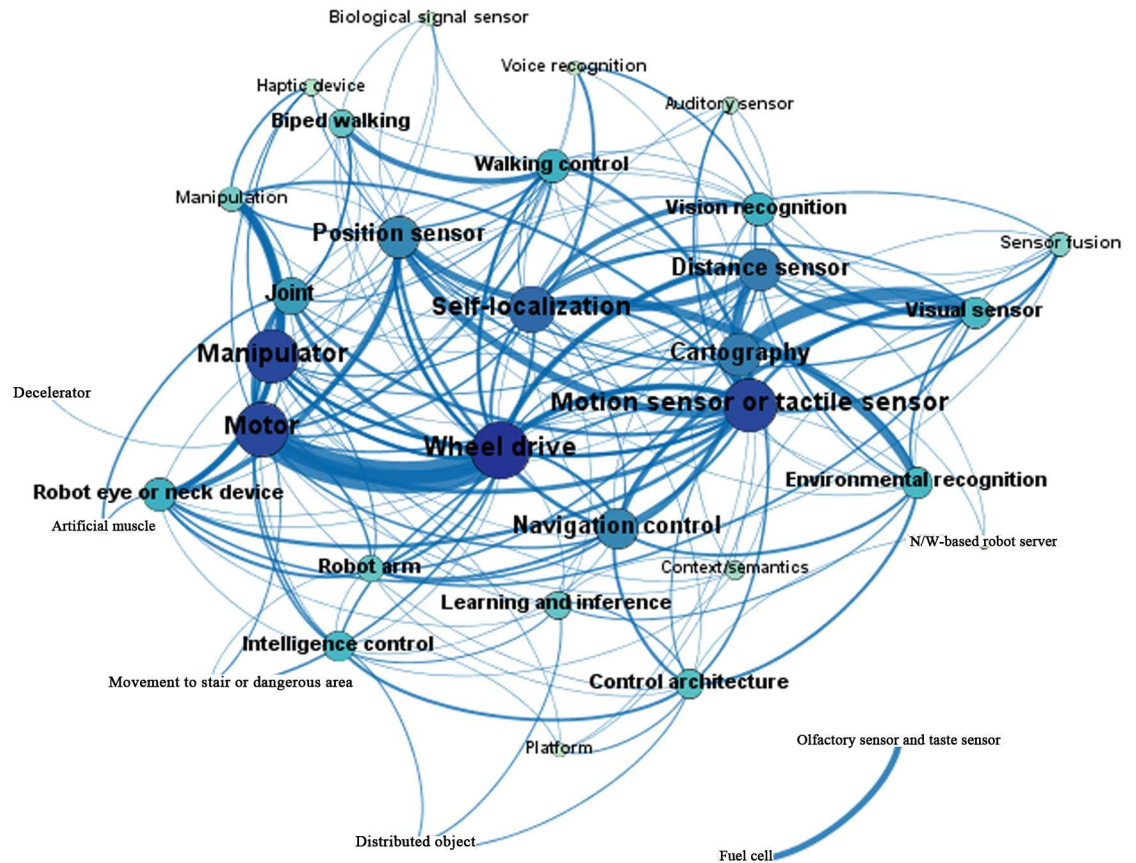 Biological signal sensor
Voice recognition
Haptic device
Auditory sensor
Biped walking
Walking control
Manipulation
Vision recognition
Position sensor
Sensor fusion
Distance sensor
Joint
Self-localization
Visual sensor
Manipulator
Cartography
Decelerator
Motion sensor or tactile sensor
Motor
Wheel drive
Environmental recognition
Robot eye or neck device
Artificial muscle
Navigation control
N/W-based robot server
Robot arm
Context/semantics
Learning and inference
Intelligence control
Movement to stair or dangerous area
Control architecture
Platform
Olfactory sensor and taste sensor
Distributed object
Fuel cell